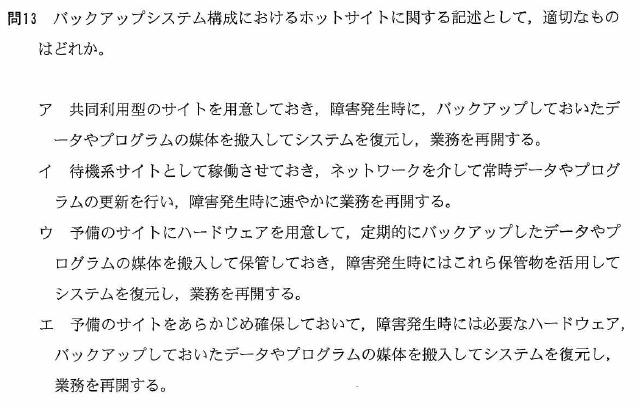 問13 バックアップシステム構成におけるホットサイトに関する記述として，適切なもの
はどれか。
ア 共同利用型のサイトを用意しておき，障害発生時に，バックアップしておいたデ
ータやプログラムの媒体を搬入してシステムを復元し，業務を再開する。
イ 待機系サイトとして稼働させておき，ネットワークを介して常時データやプログ
ラムの更新を行い，障害発生時に速やかに業務を再開する。
ウ 予備のサイトにハードウェアを用意して，定期的にバックアップしたデータやプ
ログラムの媒体を搬入して保管しておき，障害発生時にはこれら保管物を活用して
システムを復元し，業務を再開する。
エ 予備のサイトをあらかじめ確保しておいて，障害発生時には必要なハードウェア，
バックアップしておいたデータやプログラムの媒体を搬入してシステムを復元し，
業務を再開する。